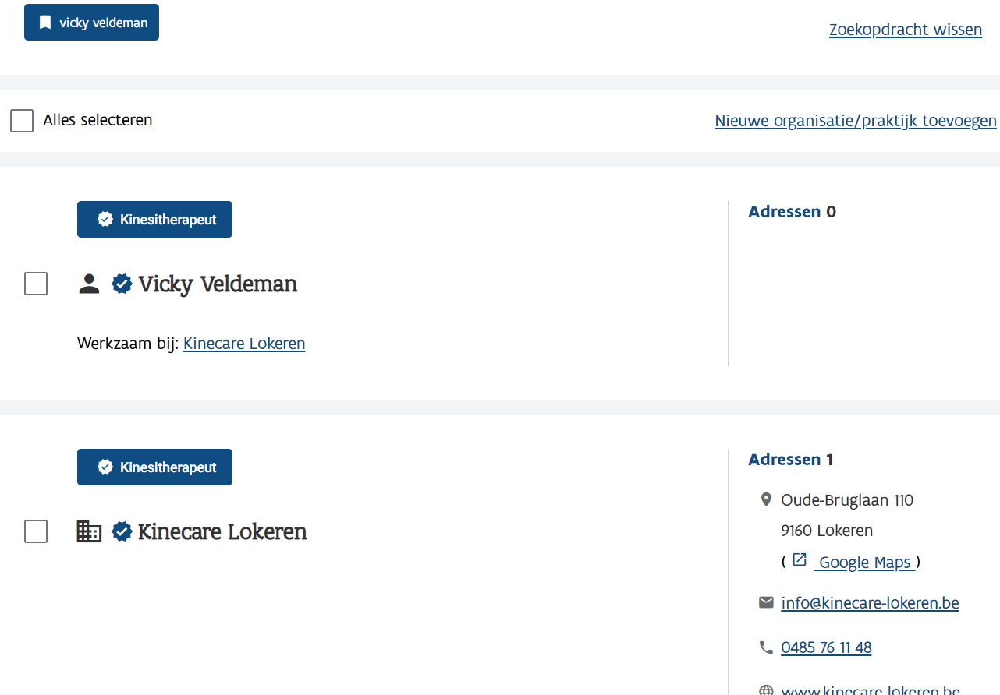 vicky veldeman
Zoekopdracht wissen
Alles selecteren
Nieuwe organisatie/praktijk toevoegen
Kinesitherapeut
Vicky Veldeman
Werkzaam bij: Kinecare Lokeren
Adressen 0
Kinesitherapeut
Kinecare Lokeren
Adressen 1
Oude-Bruglaan 110
9160 Lokeren
( Google Maps )
info@kinecare-lokeren.be
0485 76 11 48
www.kinecare-lokeren.be